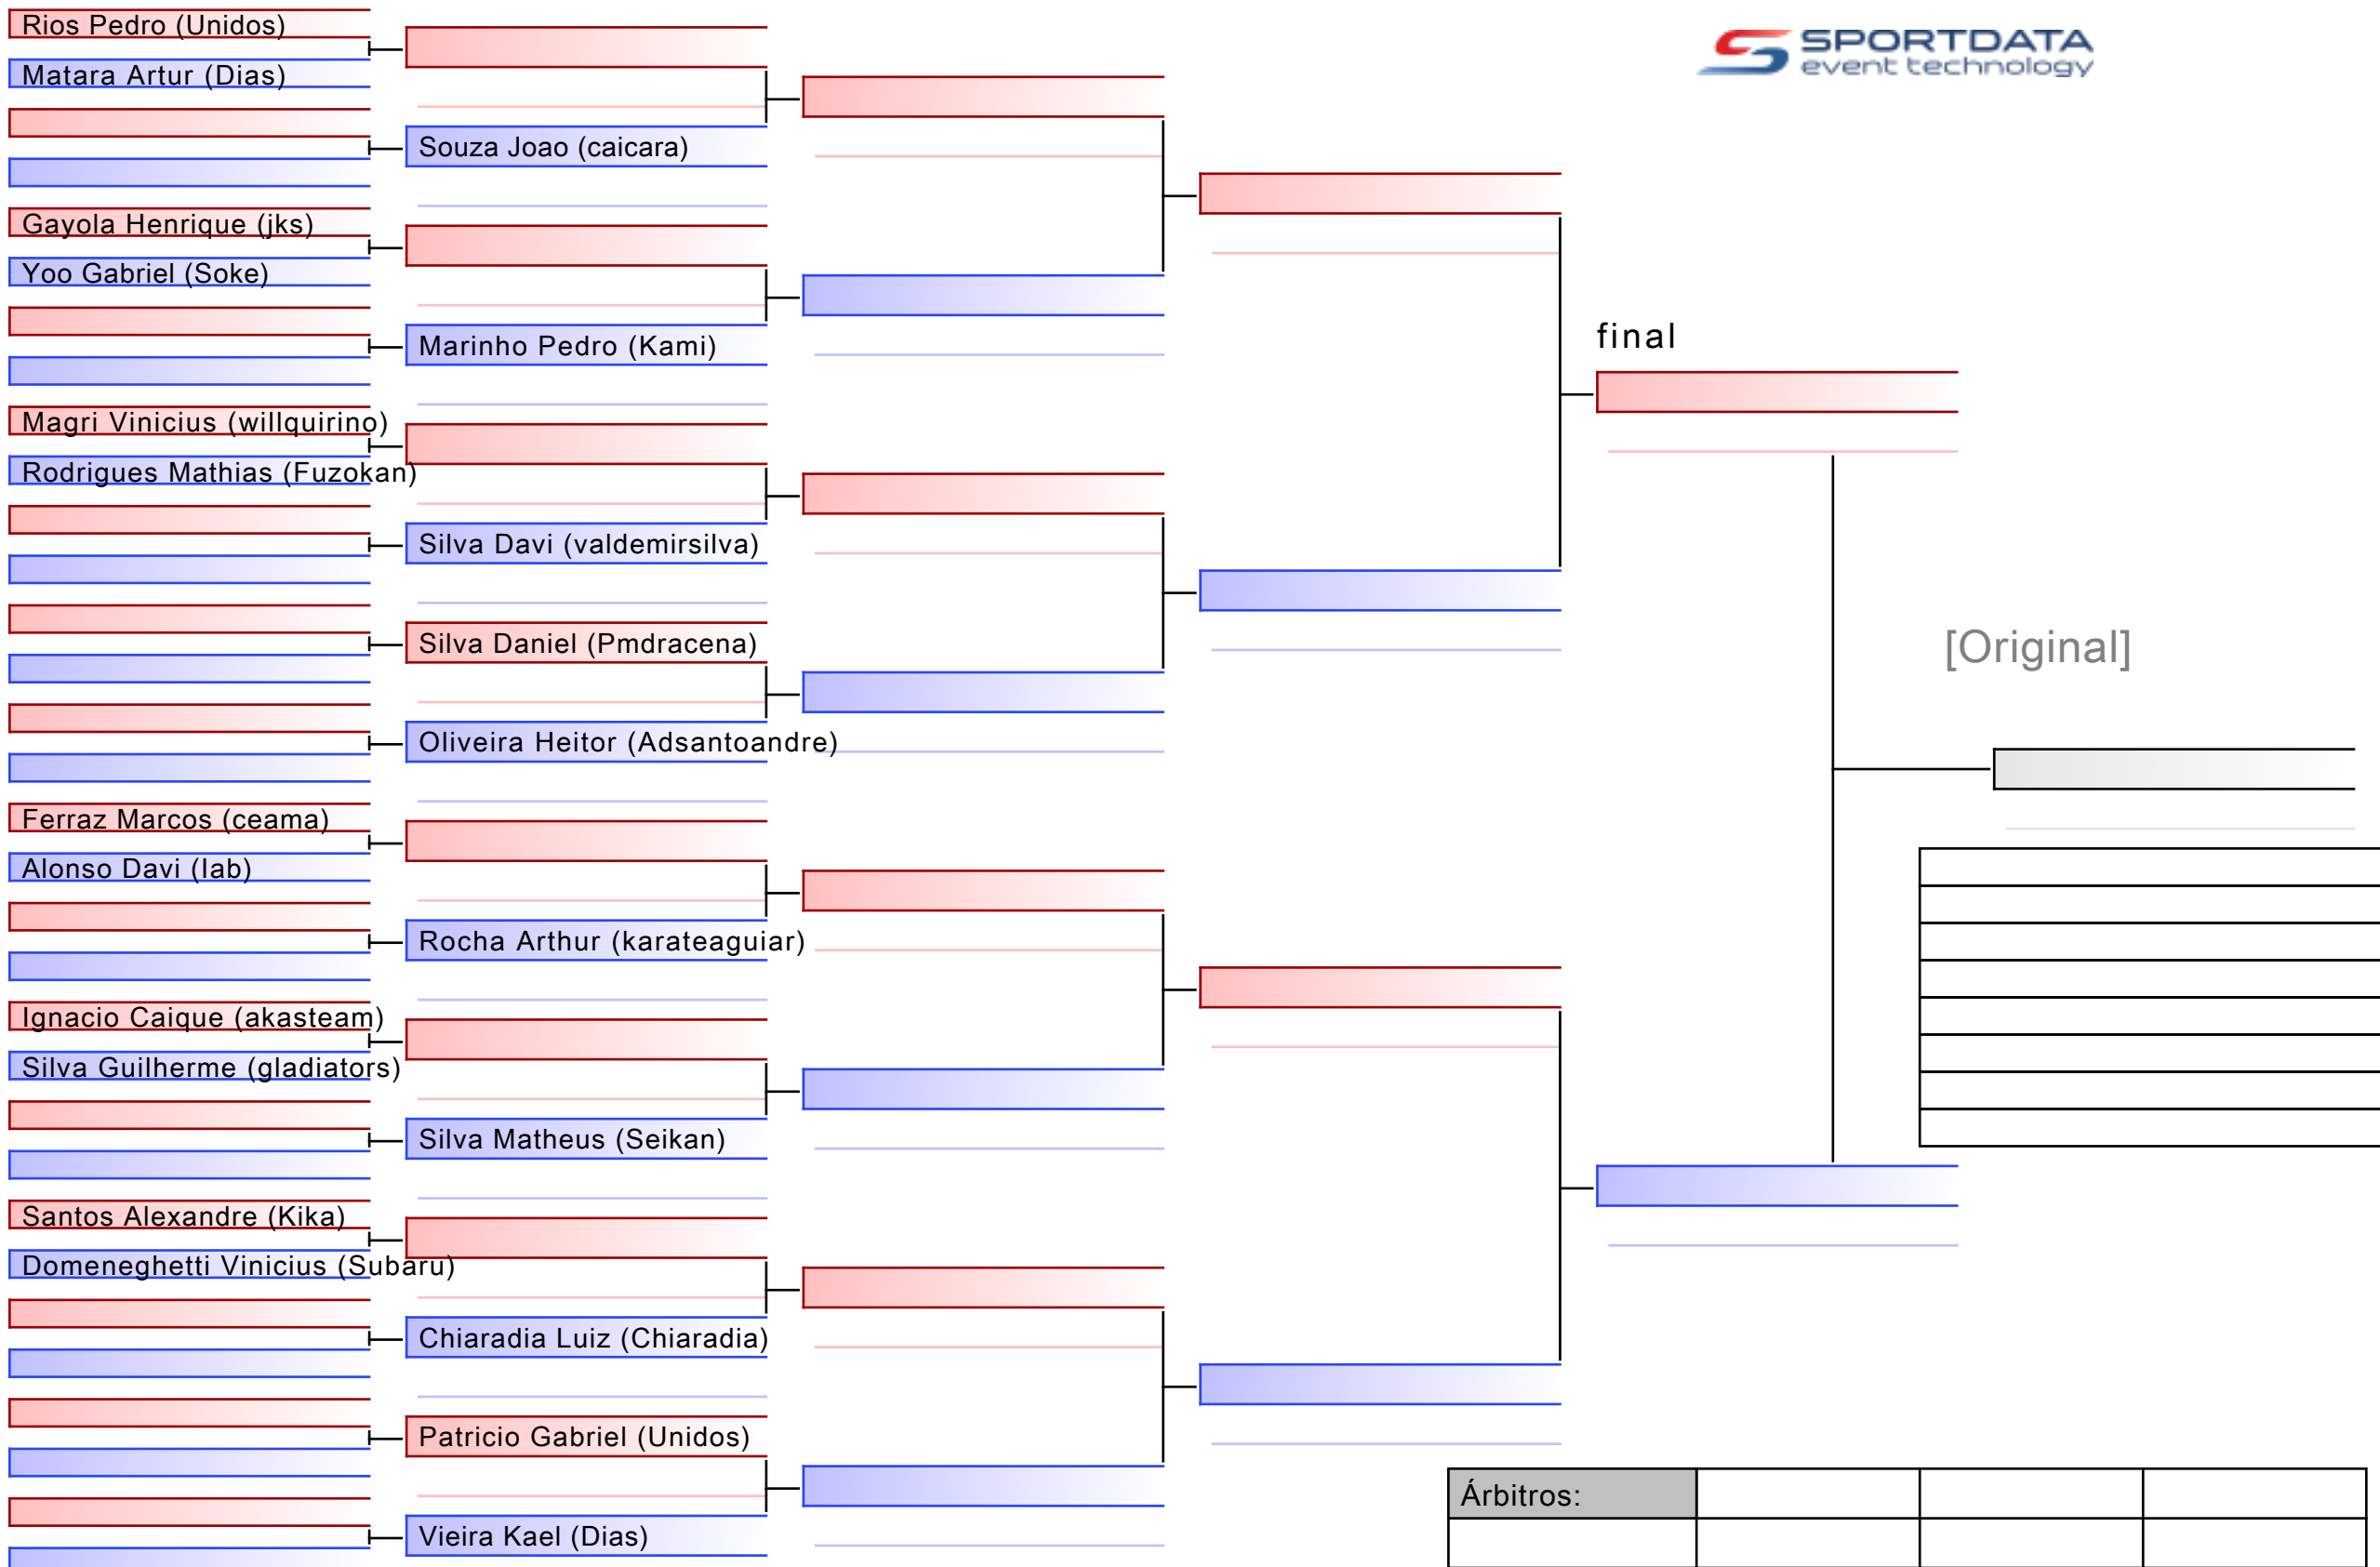 Rios Pedro (Unidos)
Matara Artur (Dias)
Souza Joao (caicara)
Gayola Henrique (jks)
Yoo Gabriel (Soke)
Marinho Pedro (Kami)
Magri Vinicius (willquirino)
Rodrigues Mathias (Fuzokan)
Silva Davi (valdemirsilva)
Silva Daniel (Pmdracena)
Oliveira Heitor (Adsantoandre)
Ferraz Marcos (ceama)
Alonso Davi (Iab)
Rocha Arthur (karateaguiar)
Ignacio Caique (akasteam)
Silva Guilherme (gladiators)
Silva Matheus (Seikan)
Santos Alexandre (Kika)
Domeneghetti Vinicius (Subaru)
Chiaradia Luiz (Chiaradia)
Patricio Gabriel (Unidos)
Vieira Kael (Dias)
SPORTDATA
event technology
final
[Original]
Árbitros: